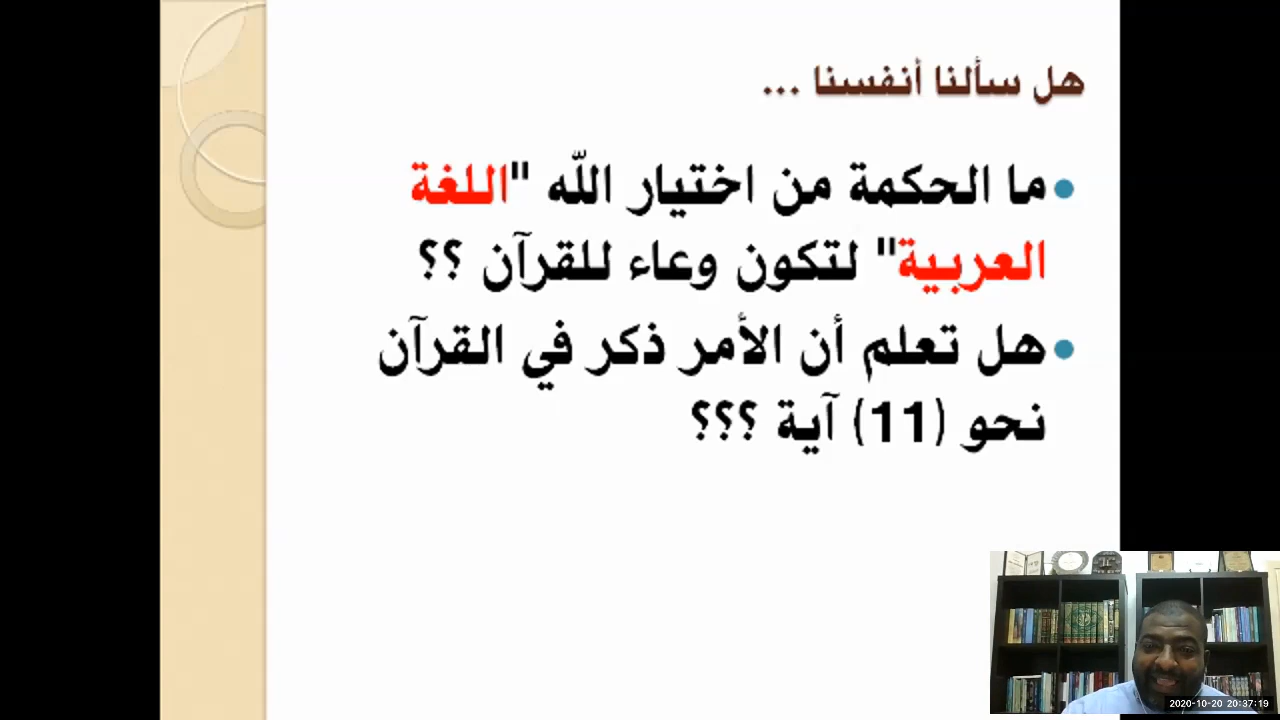 هل سألنا أنفسنا ...
ما الحكمة من اختيار الله "اللغة
العربية" لتكون وعاء للقرآن ؟؟
هل تعلم أن الأمر ذكر في القرآن
نحو (11) آية ؟؟؟
2020-10-20 20:37:19